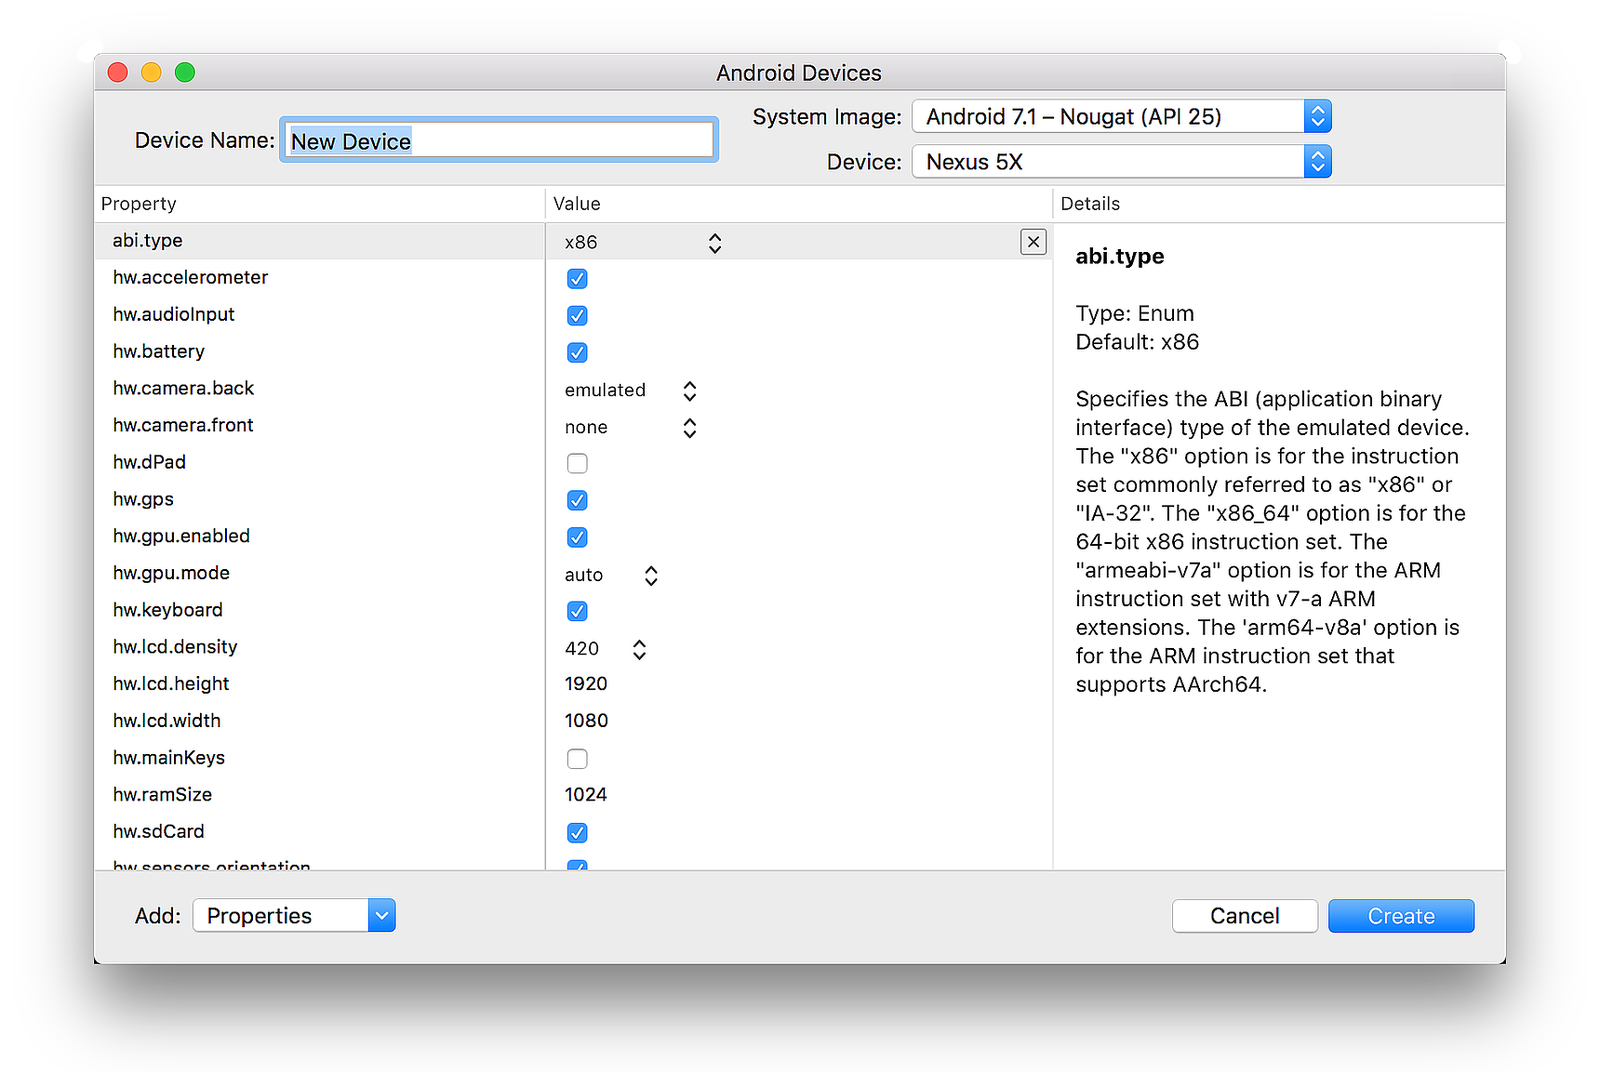 Android Devices
Device Name: New Device
System Image: Android 7.1 – Nougat (API 25)
Device: Nexus 5X
Property Value Details
abi.type x86
hw.accelerometer
hw.audioInput
hw.battery
hw.camera.back emulated
hw.camera.front none
hw.dPad
hw.gps
hw.gpu.enabled
hw.gpu.mode auto
hw.keyboard
hw.lcd.density 420
hw.lcd.height 1920
hw.lcd.width 1080
hw.mainKeys
hw.ramSize 1024
hw.sdCard
hw.sensors.orientation
abi.type
Type: Enum
Default: x86
Specifies the ABI (application binary
interface) type of the emulated device.
The "x86" option is for the instruction
set commonly referred to as "x86" or
"IA-32". The "x86_64" option is for the
64-bit x86 instruction set. The
"armeabi-v7a" option is for the ARM
instruction set with v7-a ARM
extensions. The 'arm64-v8a' option is
for the ARM instruction set that
supports AArch64.
Add: Properties
Cancel
Create